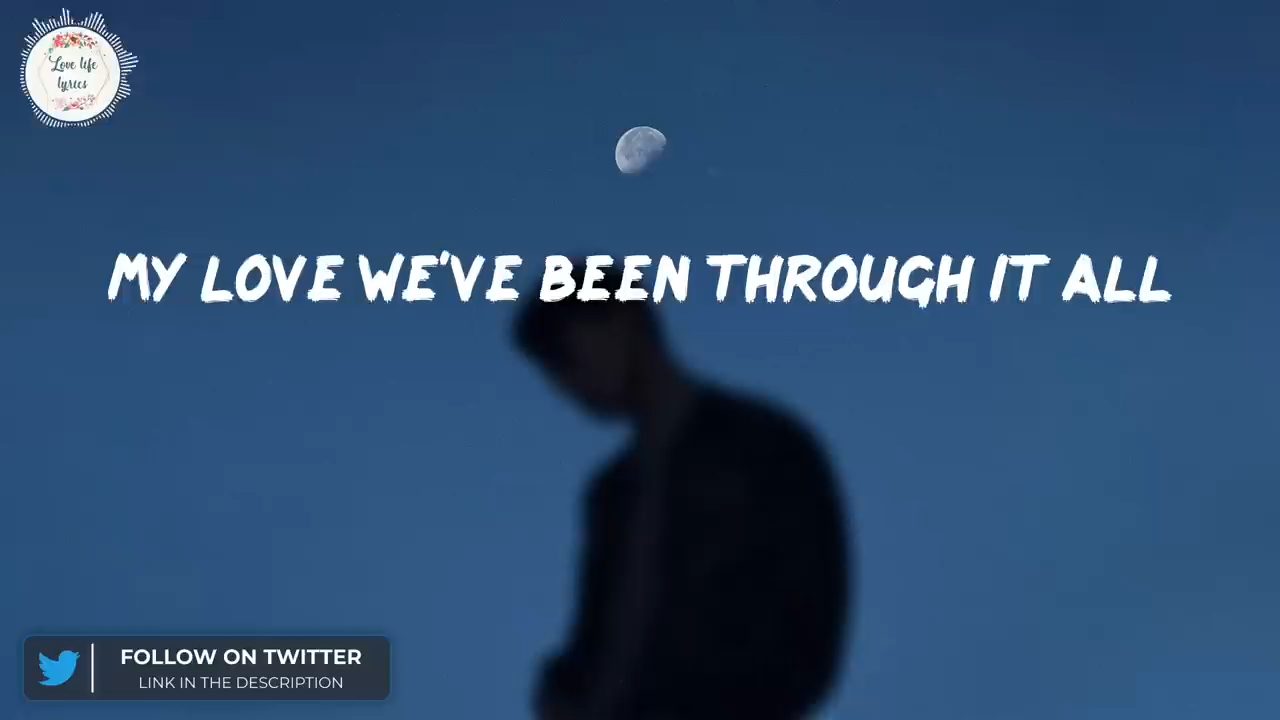 Love life
lyrics
MY LOVE WE'VE BEEN THROUGH IT ALL
FOLLOW ON TWITTER
LINK IN THE DESCRIPTION